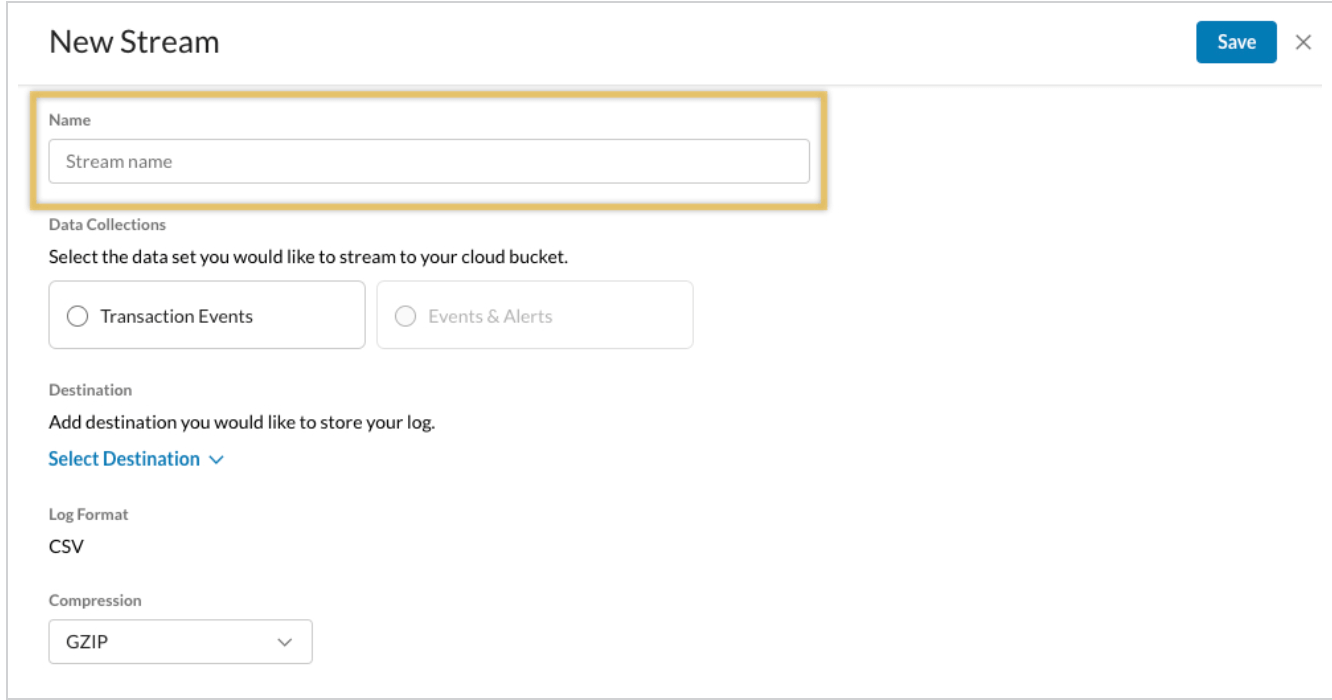 New Stream
Save
Name
Stream name
Data Collections
Select the data set you would like to stream to your cloud bucket.
Transaction Events
Events & Alerts
Destination
Add destination you would like to store your log.
Select Destination
Log Format
CSV
Compression
GZIP